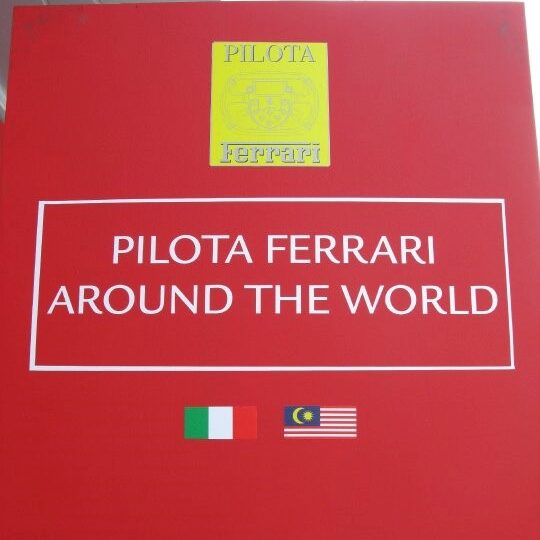 PILOTA
Ferrari
PILOTA FERRARI
AROUND THE WORLD